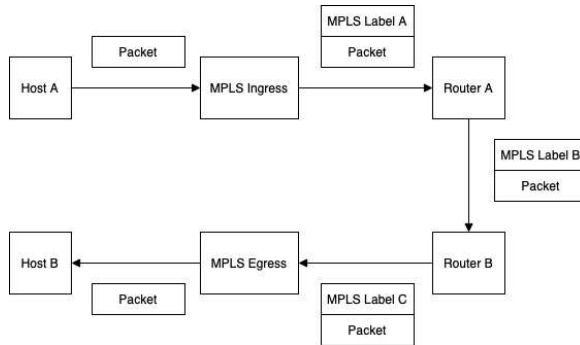 MPLS Label A
Packet
Packet
Host A
MPLS Ingress
Router A
MPLS Label B
Packet
Host B
MPLS Egress
Router B
Packet
MPLS Label C
Packet